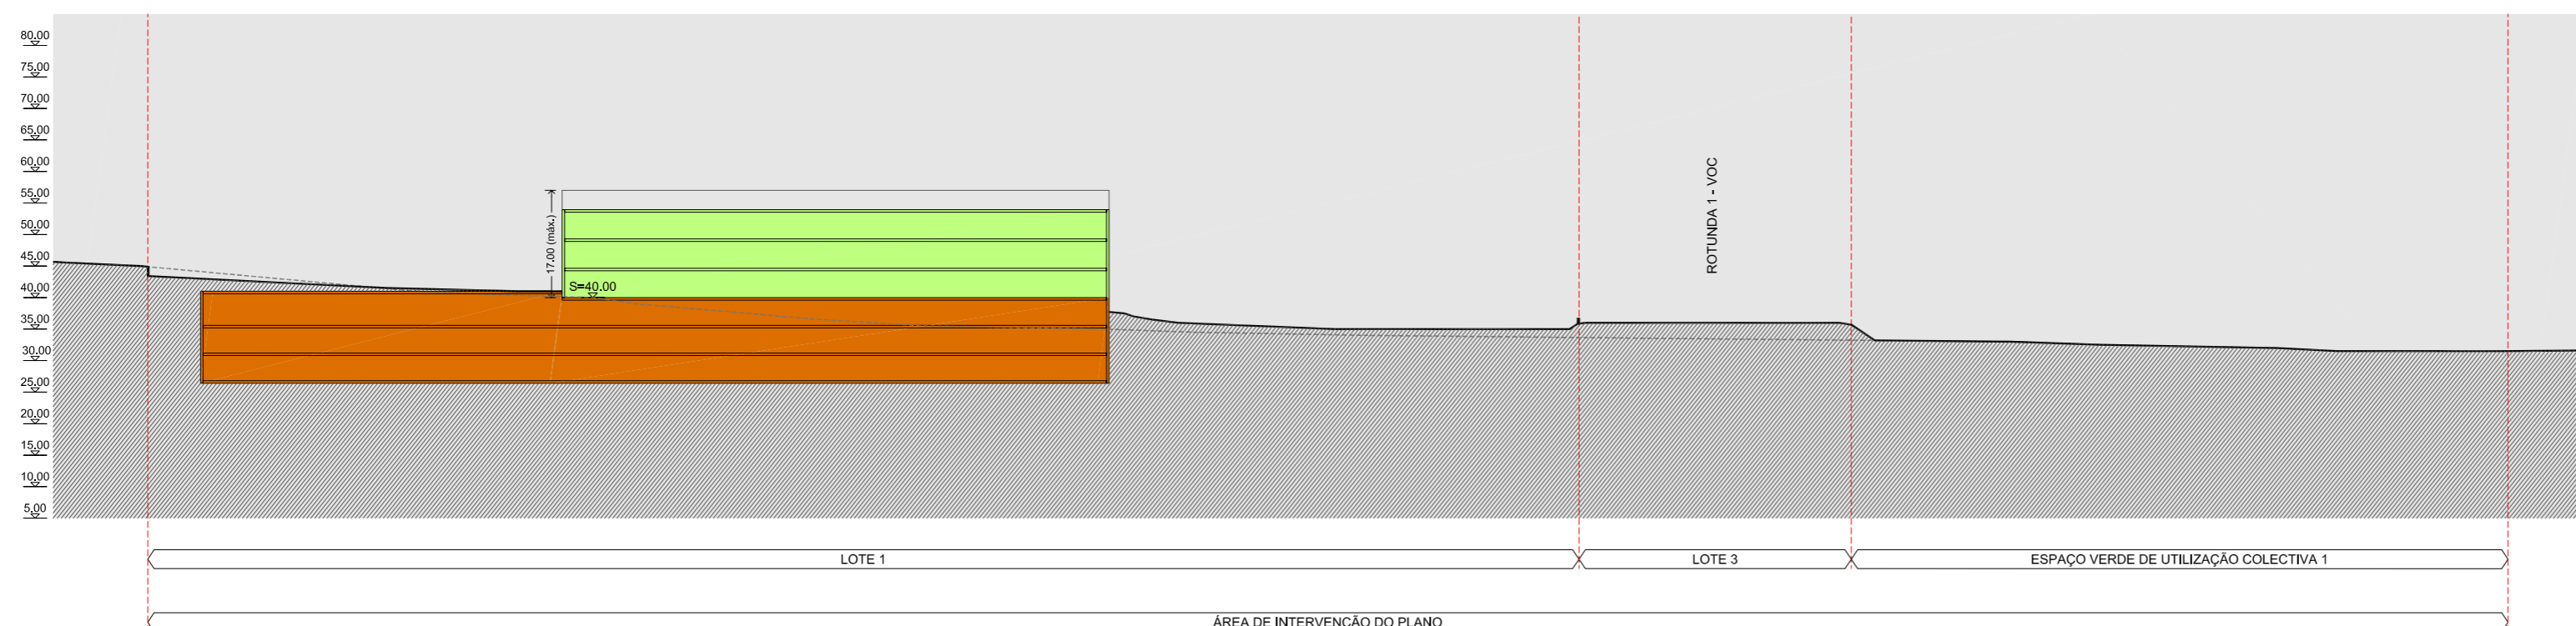 80.00
75.00
70.00
65.00
60.00
55.00
50.00
45.00
40.00
35.00
30.00
25.00
20.00
15.00
10.00
5.00
17.00 (máx.)
S=40.00
ROTUNDA 1 - VOC
LOTE 1
LOTE 3
ESPAÇO VERDE DE UTILIZAÇÃO COLECTIVA 1
ÁREA DE INTERVENÇÃO DO PLANO